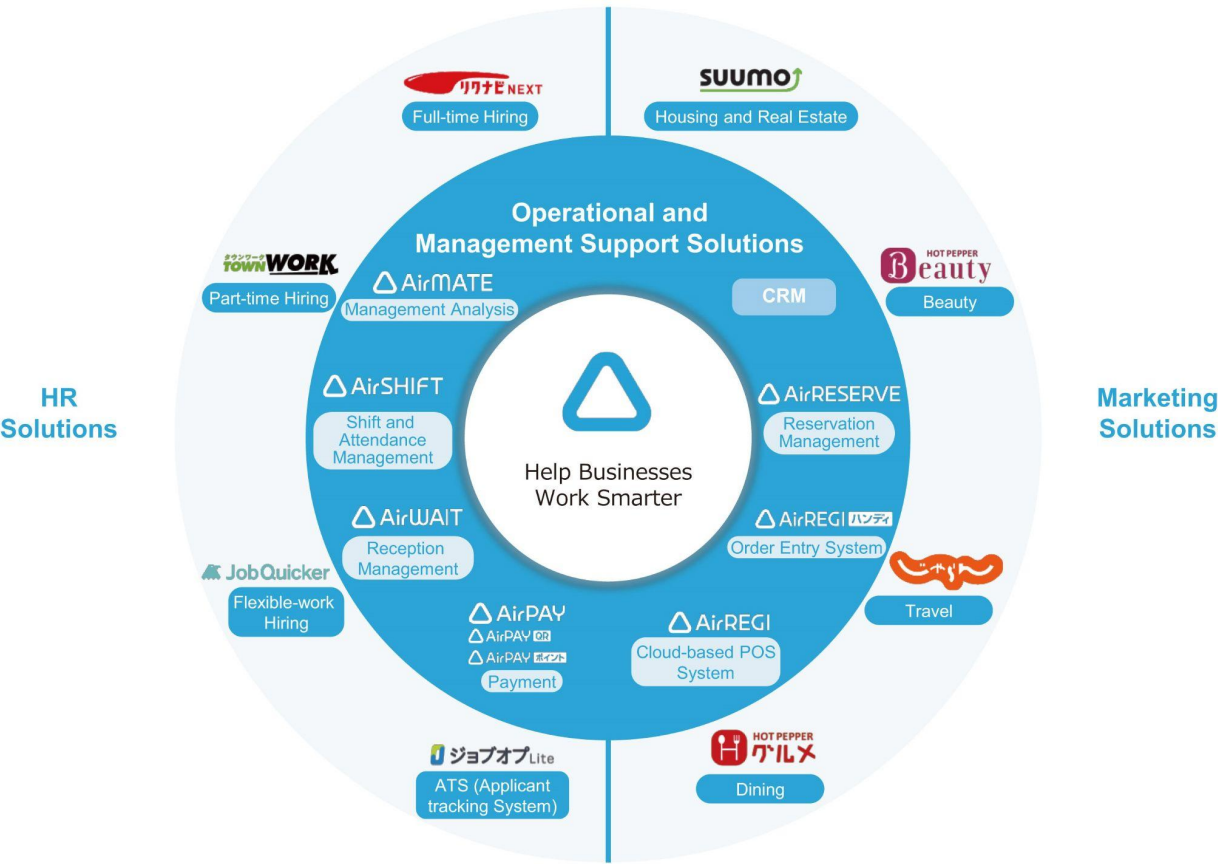 リクナビNEXT
Full-time Hiring
SUUMO
Housing and Real Estate
Operational and
Management Support Solutions
タウンワーク
TOWNWORK
Part-time Hiring
AirMATE
Management Analysis
CRM
HOT PEPPER
Beauty
Beauty
HR
Solutions
AirSHIFT
Shift and
Attendance
Management
Help Businesses
Work Smarter
AirRESERVE
Reservation
Management
Marketing
Solutions
AirWAIT
Reception
Management
AirREGI ハンディ
Order Entry System
JobQuicker
Flexible-work
Hiring
じゃらん
Travel
AirPAY
AirPAY QR
AirPAY ポイント
Payment
AirREGI
Cloud-based POS
System
ジョブオプLite
ATS (Applicant
tracking System)
HOT PEPPER
グルメ
Dining